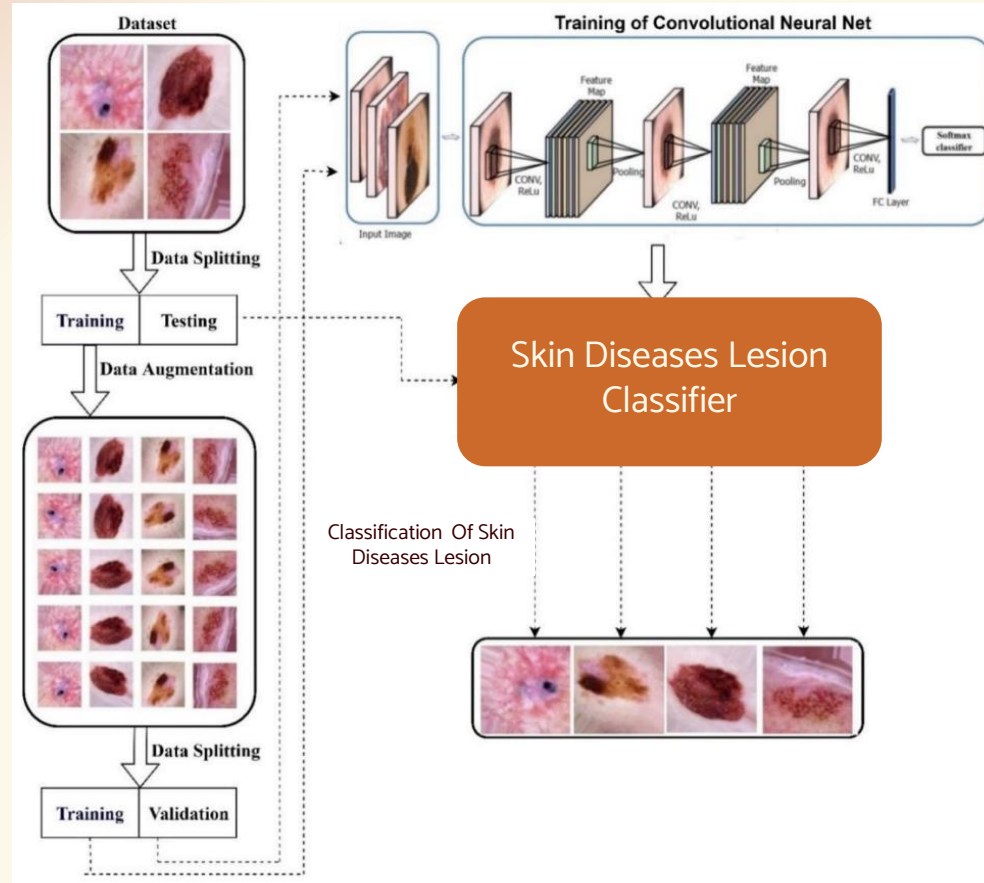 Dataset
Data Splitting
Training
Testing
Data Augmentation
Data Splitting
Training
Validation
Training of Convolutional Neural Net
Input Image
CONV,
ReLu
Feature
Map
Pooling
CONV,
ReLu
Feature
Map
Pooling
CONV,
ReLu
FC Layer
Softmax
classifier
Skin Diseases Lesion
Classifier
Classification Of Skin
Diseases Lesion